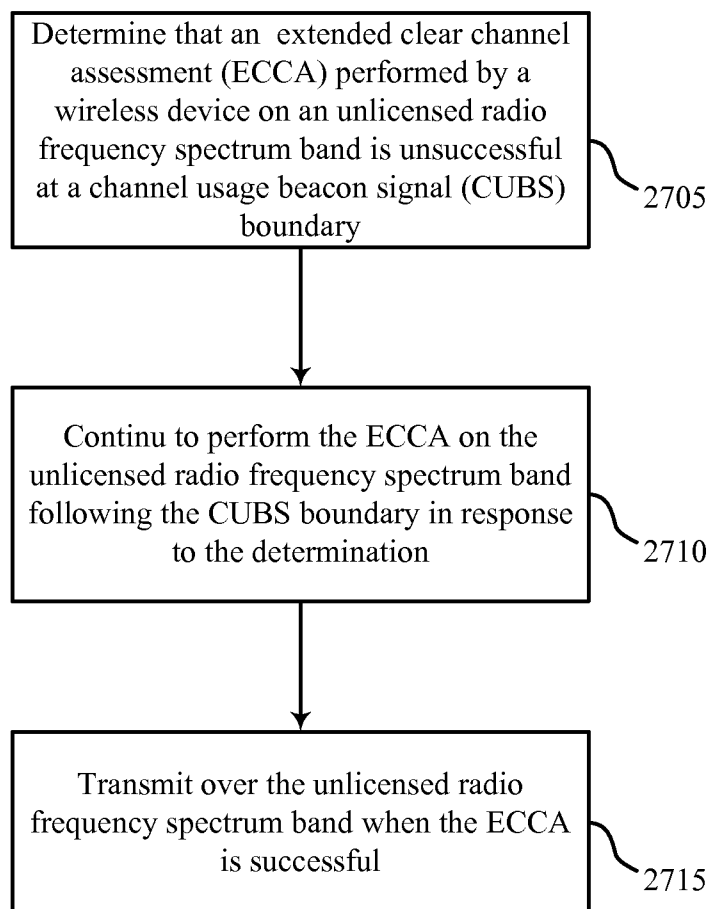 Determine that an extended clear channel
assessment (ECCA) performed by a
wireless device on an unlicensed radio
frequency spectrum band is unsuccessful
at a channel usage beacon signal (CUBS)
boundary
2705
Continu to perform the ECCA on the
unlicensed radio frequency spectrum band
following the CUBS boundary in response
to the determination
2710
Transmit over the unlicensed radio
frequency spectrum band when the ECCA
is successful
2715